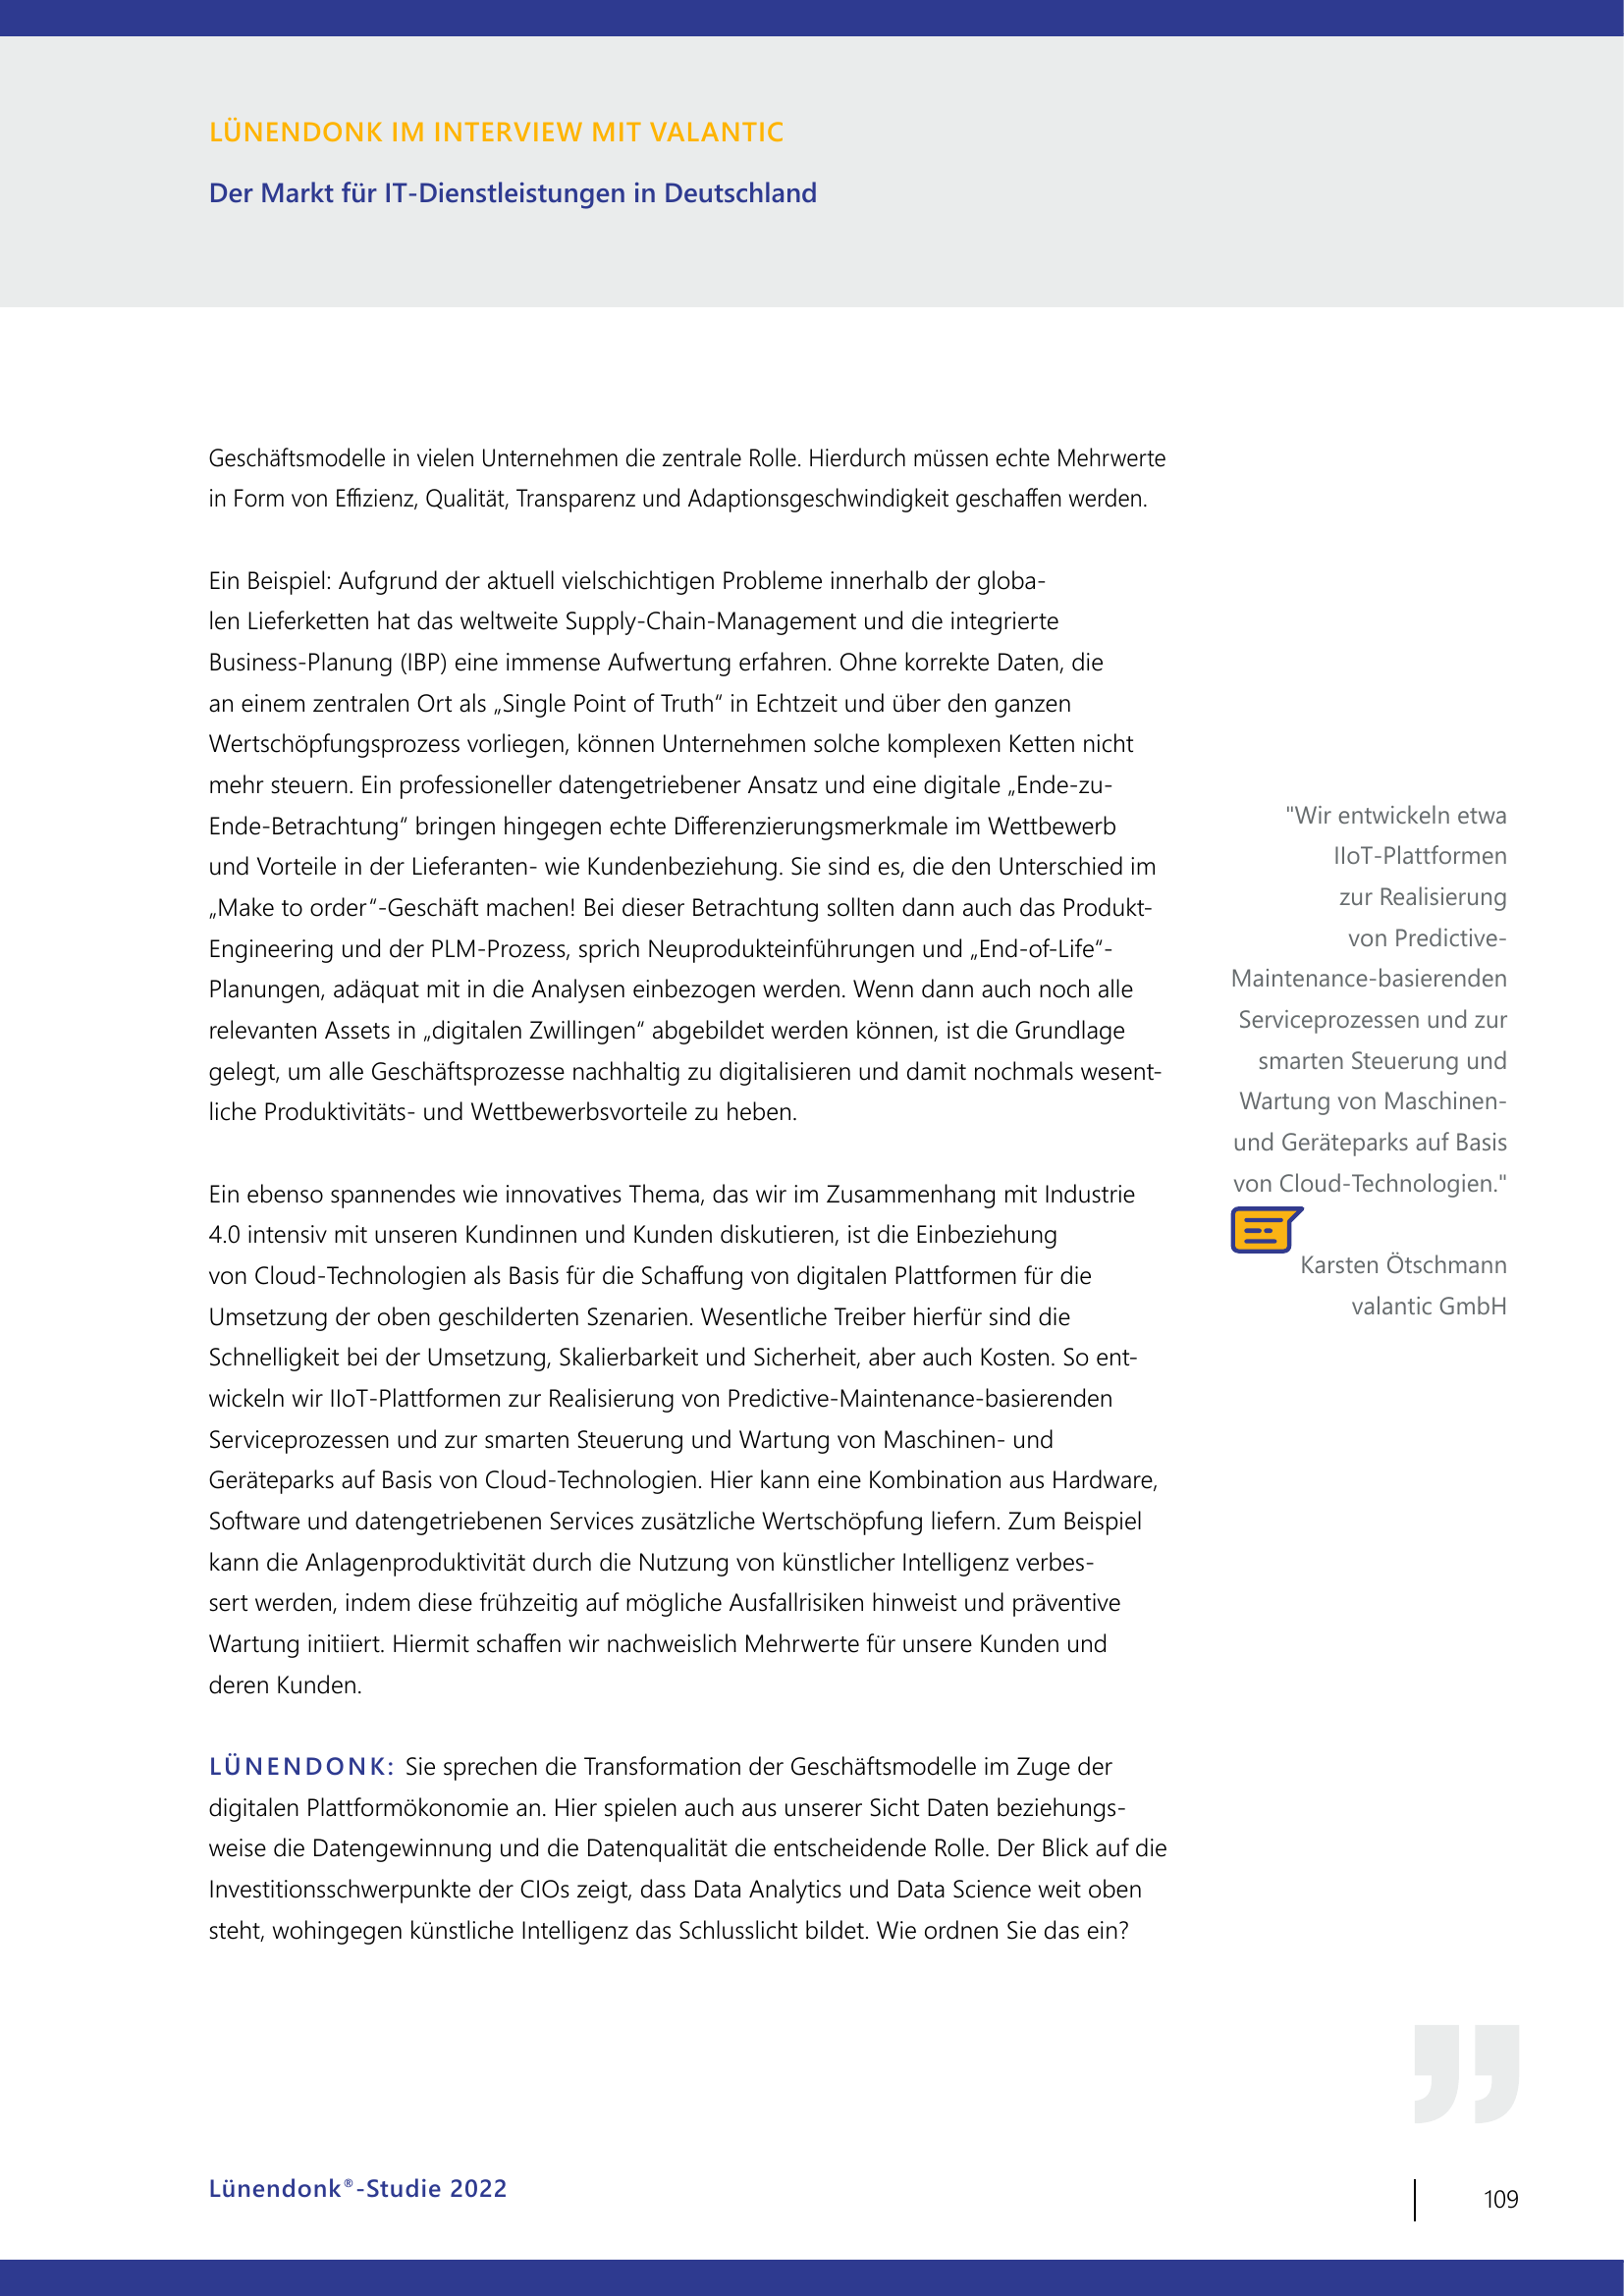 LÜNENDONK IM INTERVIEW MIT VALANTIC
Der Markt für IT-Dienstleistungen in Deutschland
Geschäftsmodelle in vielen Unternehmen die zentrale Rolle. Hierdurch müssen echte Mehrwerte
in Form von Effizienz, Qualität, Transparenz und Adaptionsgeschwindigkeit geschaffen werden.
Ein Beispiel: Aufgrund der aktuell vielschichtigen Probleme innerhalb der globa-
len Lieferketten hat das weltweite Supply-Chain-Management und die integrierte
Business-Planung (IBP) eine immense Aufwertung erfahren. Ohne korrekte Daten, die
an einem zentralen Ort als „Single Point of Truth“ in Echtzeit und über den ganzen
Wertschöpfungsprozess vorliegen, können Unternehmen solche komplexen Ketten nicht
mehr steuern. Ein professioneller datengetriebener Ansatz und eine digitale „Ende-zu-
Ende-Betrachtung“ bringen hingegen echte Differenzierungsmerkmale im Wettbewerb
und Vorteile in der Lieferanten- wie Kundenbeziehung. Sie sind es, die den Unterschied im
„Make to order“-Geschäft machen! Bei dieser Betrachtung sollten dann auch das Produkt-
Engineering und der PLM-Prozess, sprich Neuprodukteinführungen und „End-of-Life“-
Planungen, adäquat mit in die Analysen einbezogen werden. Wenn dann auch noch alle
relevanten Assets in „digitalen Zwillingen“ abgebildet werden können, ist die Grundlage
gelegt, um alle Geschäftsprozesse nachhaltig zu digitalisieren und damit nochmals wesent-
liche Produktivitäts- und Wettbewerbsvorteile zu heben.
Ein ebenso spannendes wie innovatives Thema, das wir im Zusammenhang mit Industrie
4.0 intensiv mit unseren Kundinnen und Kunden diskutieren, ist die Einbeziehung
von Cloud-Technologien als Basis für die Schaffung von digitalen Plattformen für die
Umsetzung der oben geschilderten Szenarien. Wesentliche Treiber hierfür sind die
Schnelligkeit bei der Umsetzung, Skalierbarkeit und Sicherheit, aber auch Kosten. So ent-
wickeln wir IIoT-Plattformen zur Realisierung von Predictive-Maintenance-basierenden
Serviceprozessen und zur smarten Steuerung und Wartung von Maschinen- und
Geräteparks auf Basis von Cloud-Technologien. Hier kann eine Kombination aus Hardware,
Software und datengetriebenen Services zusätzliche Wertschöpfung liefern. Zum Beispiel
kann die Anlagenproduktivität durch die Nutzung von künstlicher Intelligenz verbes-
sert werden, indem diese frühzeitig auf mögliche Ausfallrisiken hinweist und präventive
Wartung initiiert. Hiermit schaffen wir nachweislich Mehrwerte für unsere Kunden und
deren Kunden.
LÜNENDONK: Sie sprechen die Transformation der Geschäftsmodelle im Zuge der
digitalen Plattformökonomie an. Hier spielen auch aus unserer Sicht Daten beziehungs-
weise die Datengewinnung und die Datenqualität die entscheidende Rolle. Der Blick auf die
Investitionsschwerpunkte der CIOs zeigt, dass Data Analytics und Data Science weit oben
steht, wohingegen künstliche Intelligenz das Schlusslicht bildet. Wie ordnen Sie das ein?
"Wir entwickeln etwa
IIoT-Plattformen
zur Realisierung
von Predictive-
Maintenance-basierenden
Serviceprozessen und zur
smarten Steuerung und
Wartung von Maschinen-
und Geräteparks auf Basis
von Cloud-Technologien."
Karsten Ötschmann
valantic GmbH
Lünendonk®-Studie 2022
109